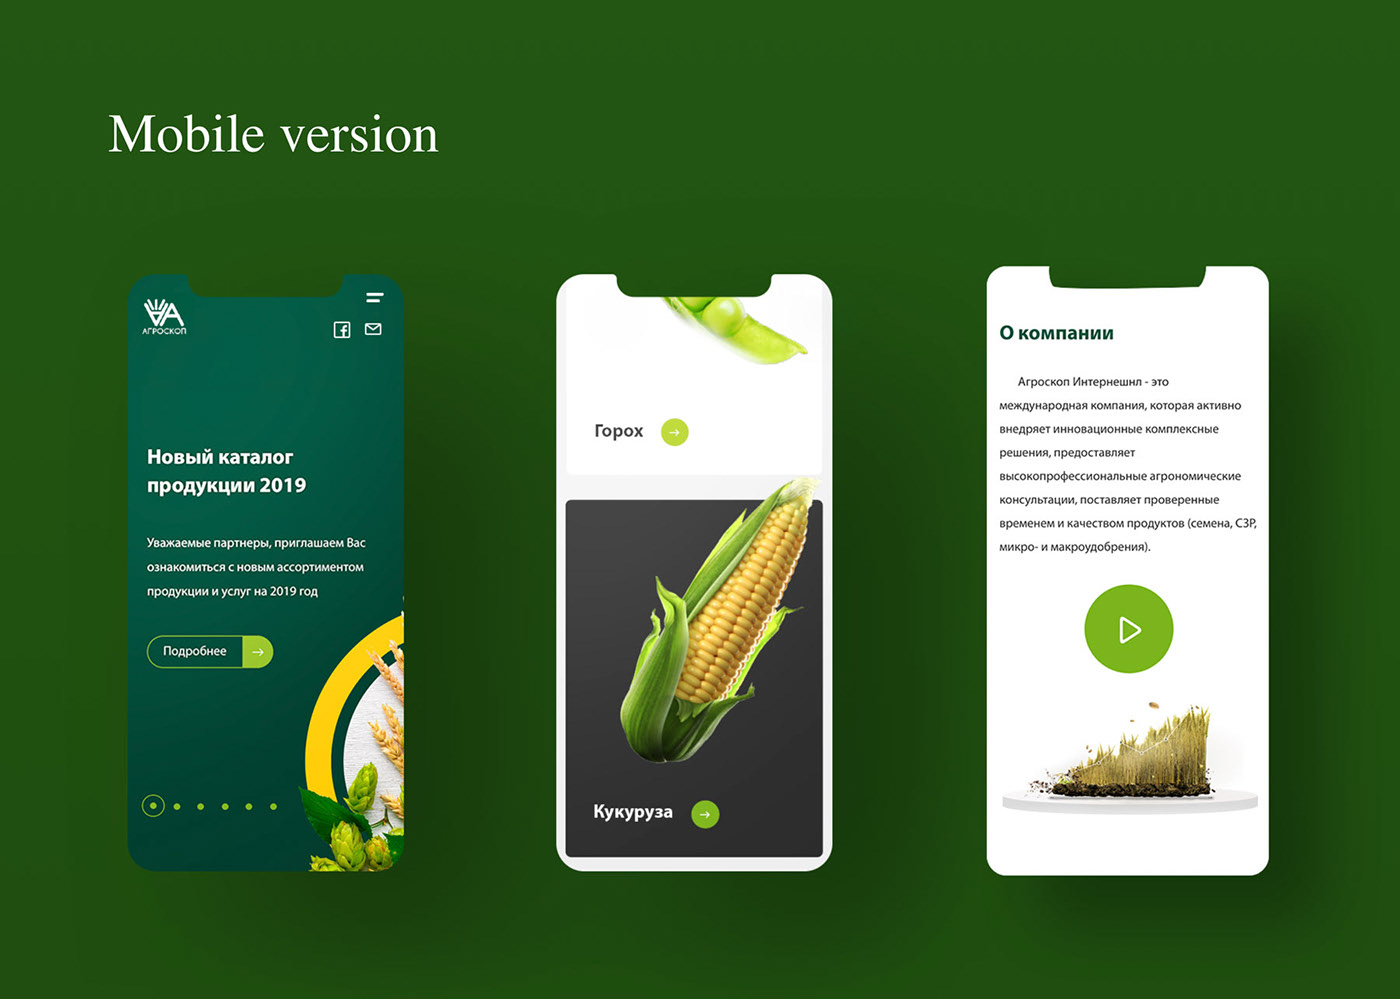 Mobile version
АГРОСКОП
Новый каталог
продукции 2019
Уважаемые партнеры, приглашаем Вас
ознакомиться с новым ассортиментом
продукции и услуг на 2019 год
Подробнее
Горох
Кукуруза
О компании
Агроскоп Интернешнл - это
международная компания, которая активно
внедряет инновационные комплексные
решения, предоставляет
высокопрофессиональные агрономические
консультации, поставляет проверенные
временем и качеством продуктов (семена, СЗР,
микро- и макроудобрения).